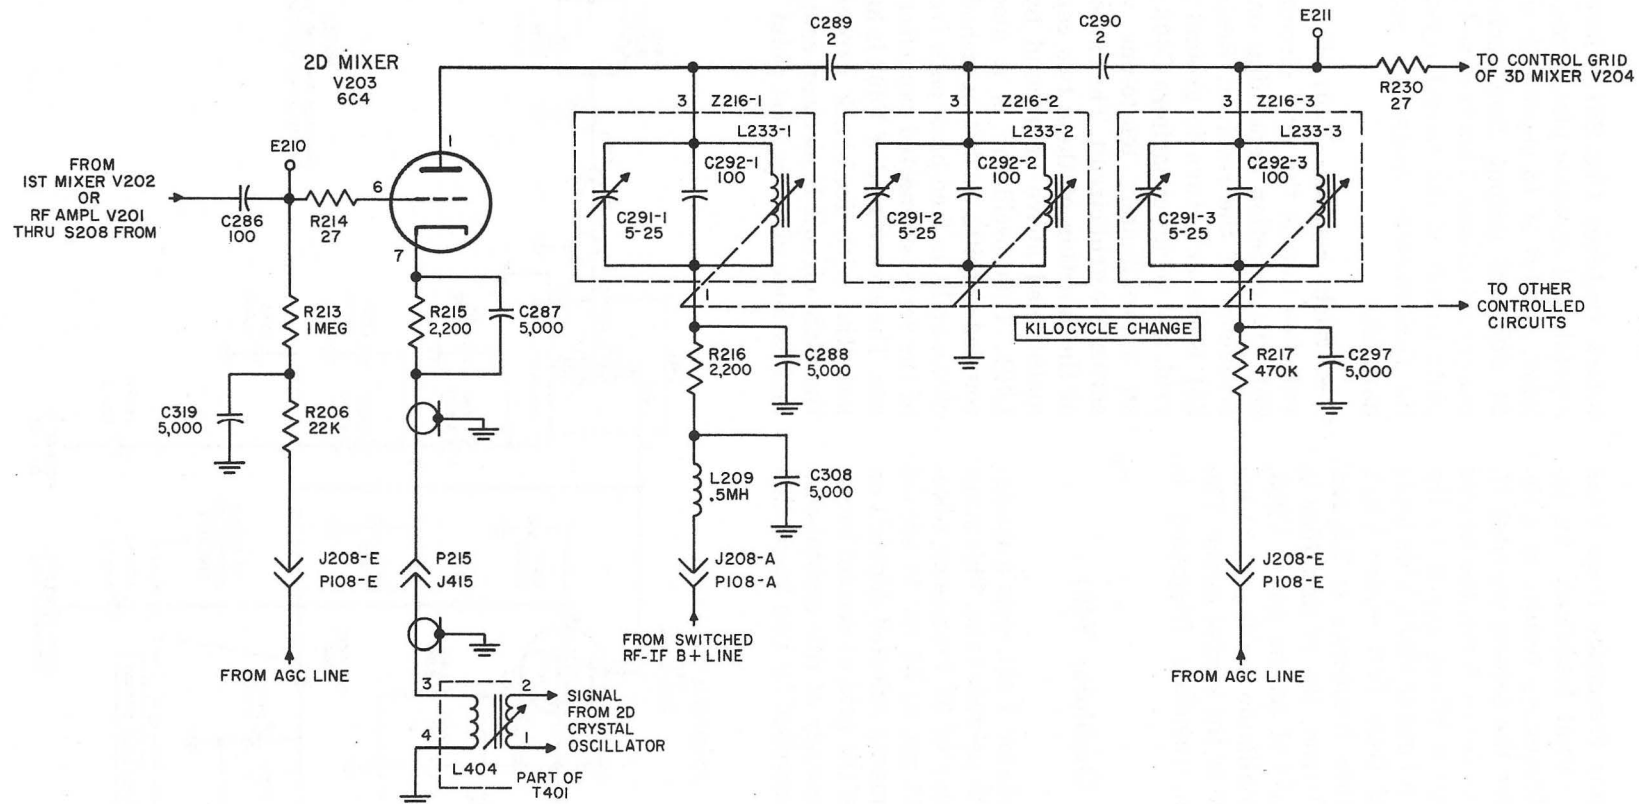 C289
2
C290
2
E211
2D MIXER
V203
6C4
TO CONTROL GRID
OF 3D MIXER V204
R230
27
3
Z216-1
3
Z216-2
3
Z216-3
1
E210
L233-1
L233-2
L233-3
FROM
1ST MIXER V202
OR
RF AMPL V201
THRU S208 FROM
C286
100
R214
27
6
7
C292-1
100
C291-1
5-25
C292-2
100
C291-2
5-25
C292-3
100
C291-3
5-25
1
1
1
TO OTHER
CONTROLLED
CIRCUITS
KILOCYCLE CHANGE
R213
1MEG
R215
2,200
C287
5,000
R216
2,200
C288
5,000
R217
470K
C297
5,000
C319
5,000
R206
22K
L209
.5MH
C308
5,000
J208-E
P108-E
P215
J415
J208-A
P108-A
J208-E
P108-E
FROM SWITCHED
RF-IF B+LINE
FROM AGC LINE
FROM AGC LINE
3
2
4
1
SIGNAL
FROM 2D
CRYSTAL
OSCILLATOR
L404
PART OF
T401